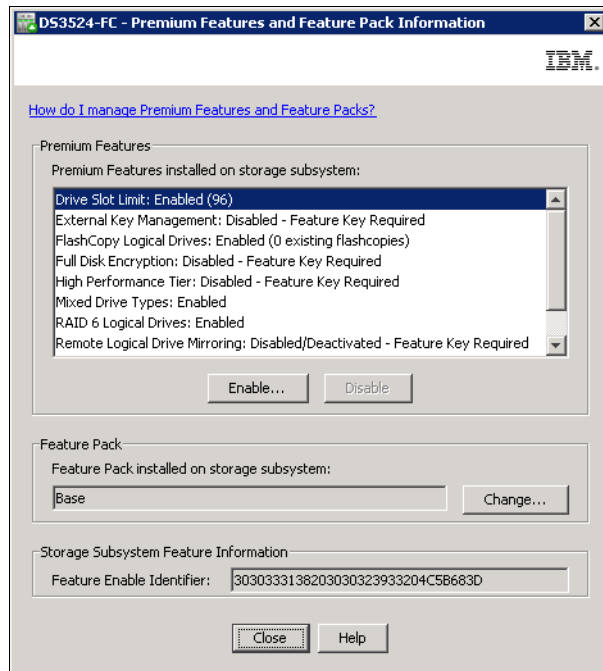 DS3524-FC - Premium Features and Feature Pack Information
IBM.
How do I manage Premium Features and Feature Packs?
Premium Features
Premium Features installed on storage subsystem:
Drive Slot Limit: Enabled (96)
External Key Management: Disabled - Feature Key Required
FlashCopy Logical Drives: Enabled (0 existing flashcopies)
Full Disk Encryption: Disabled - Feature Key Required
High Performance Tier: Disabled - Feature Key Required
Mixed Drive Types: Enabled
RAID 6 Logical Drives: Enabled
Remote Logical Drive Mirroring: Disabled/Deactivated - Feature Key Required
Enable... Disable
Feature Pack
Feature Pack installed on storage subsystem:
Base Change...
Storage Subsystem Feature Information
Feature Enable Identifier: 3030333138203030323933204C5B683D
Close Help